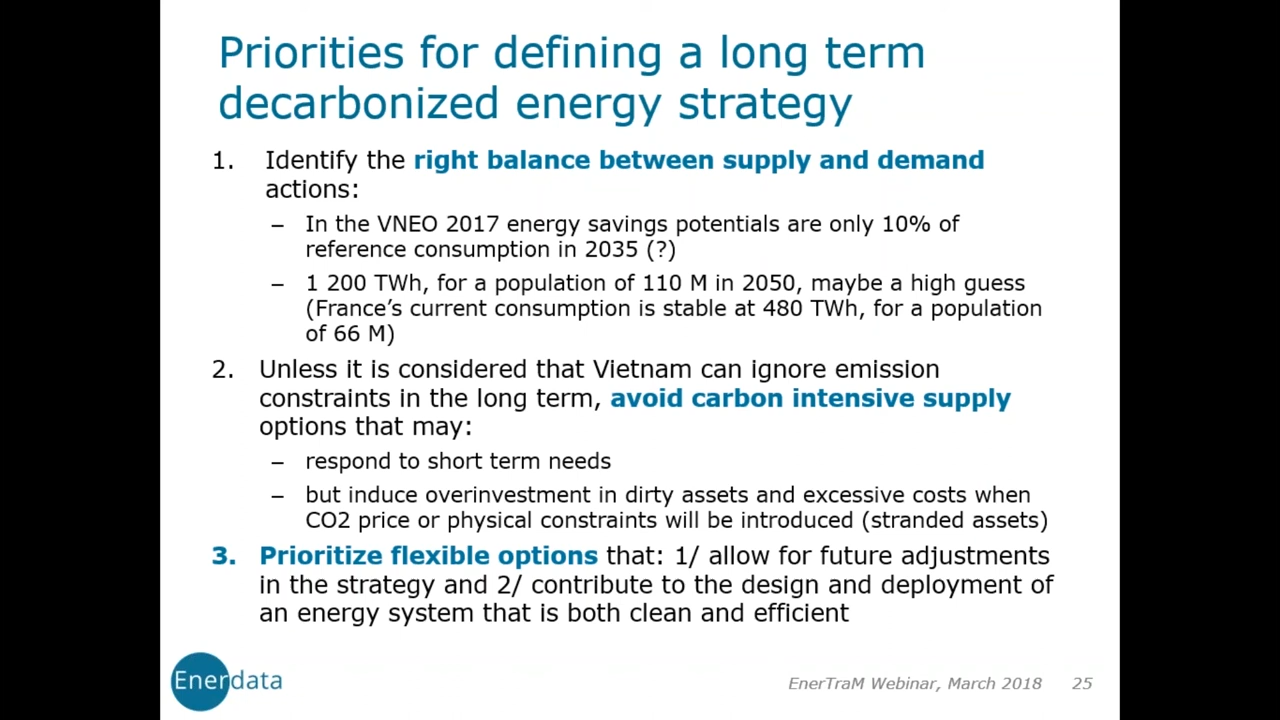 Priorities for defining a long term
decarbonized energy strategy
1. Identify the right balance between supply and demand
actions:
– In the VNEO 2017 energy savings potentials are only 10% of
reference consumption in 2035 (?)
– 1 200 TWh, for a population of 110 M in 2050, maybe a high guess
(France's current consumption is stable at 480 TWh, for a population
of 66 M)
2. Unless it is considered that Vietnam can ignore emission
constraints in the long term, avoid carbon intensive supply
options that may:
– respond to short term needs
– but induce overinvestment in dirty assets and excessive costs when
CO2 price or physical constraints will be introduced (stranded assets)
3. Prioritize flexible options that: 1/ allow for future adjustments
in the strategy and 2/ contribute to the design and deployment of
an energy system that is both clean and efficient
Enerdata
EnerTraM Webinar, March 2018 25